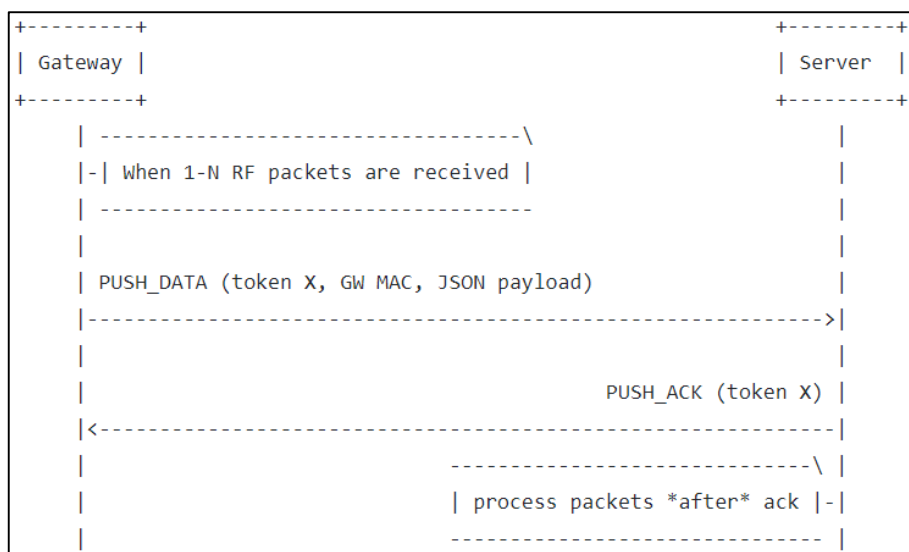 +---------+                                                    +---------+
| Gateway |                                                    | Server  |
+---------+                                                    +---------+
     | -----------------------------------\                         |
     |-| When 1-N RF packets are received |                         |
     | ------------------------------------                         |
     |                                                              |
     | PUSH_DATA (token X, GW MAC, JSON payload)                    |
     |------------------------------------------------------------->|
     |                                                              |
     |                                           PUSH_ACK (token X) |
     |<-------------------------------------------------------------|
     |                              ------------------------------\ |
     |                              | process packets *after* ack |-|
     |                              ------------------------------- |